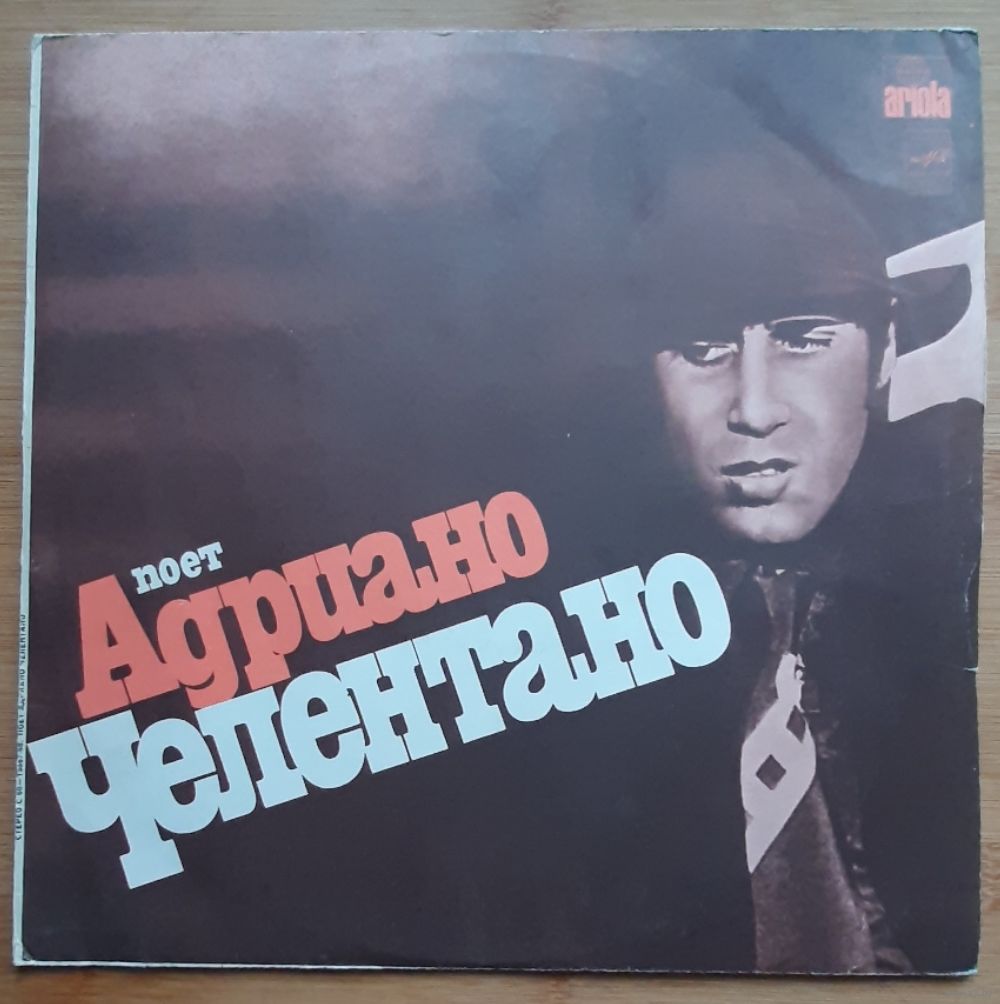 ariola
поет
Адриано
Челентано